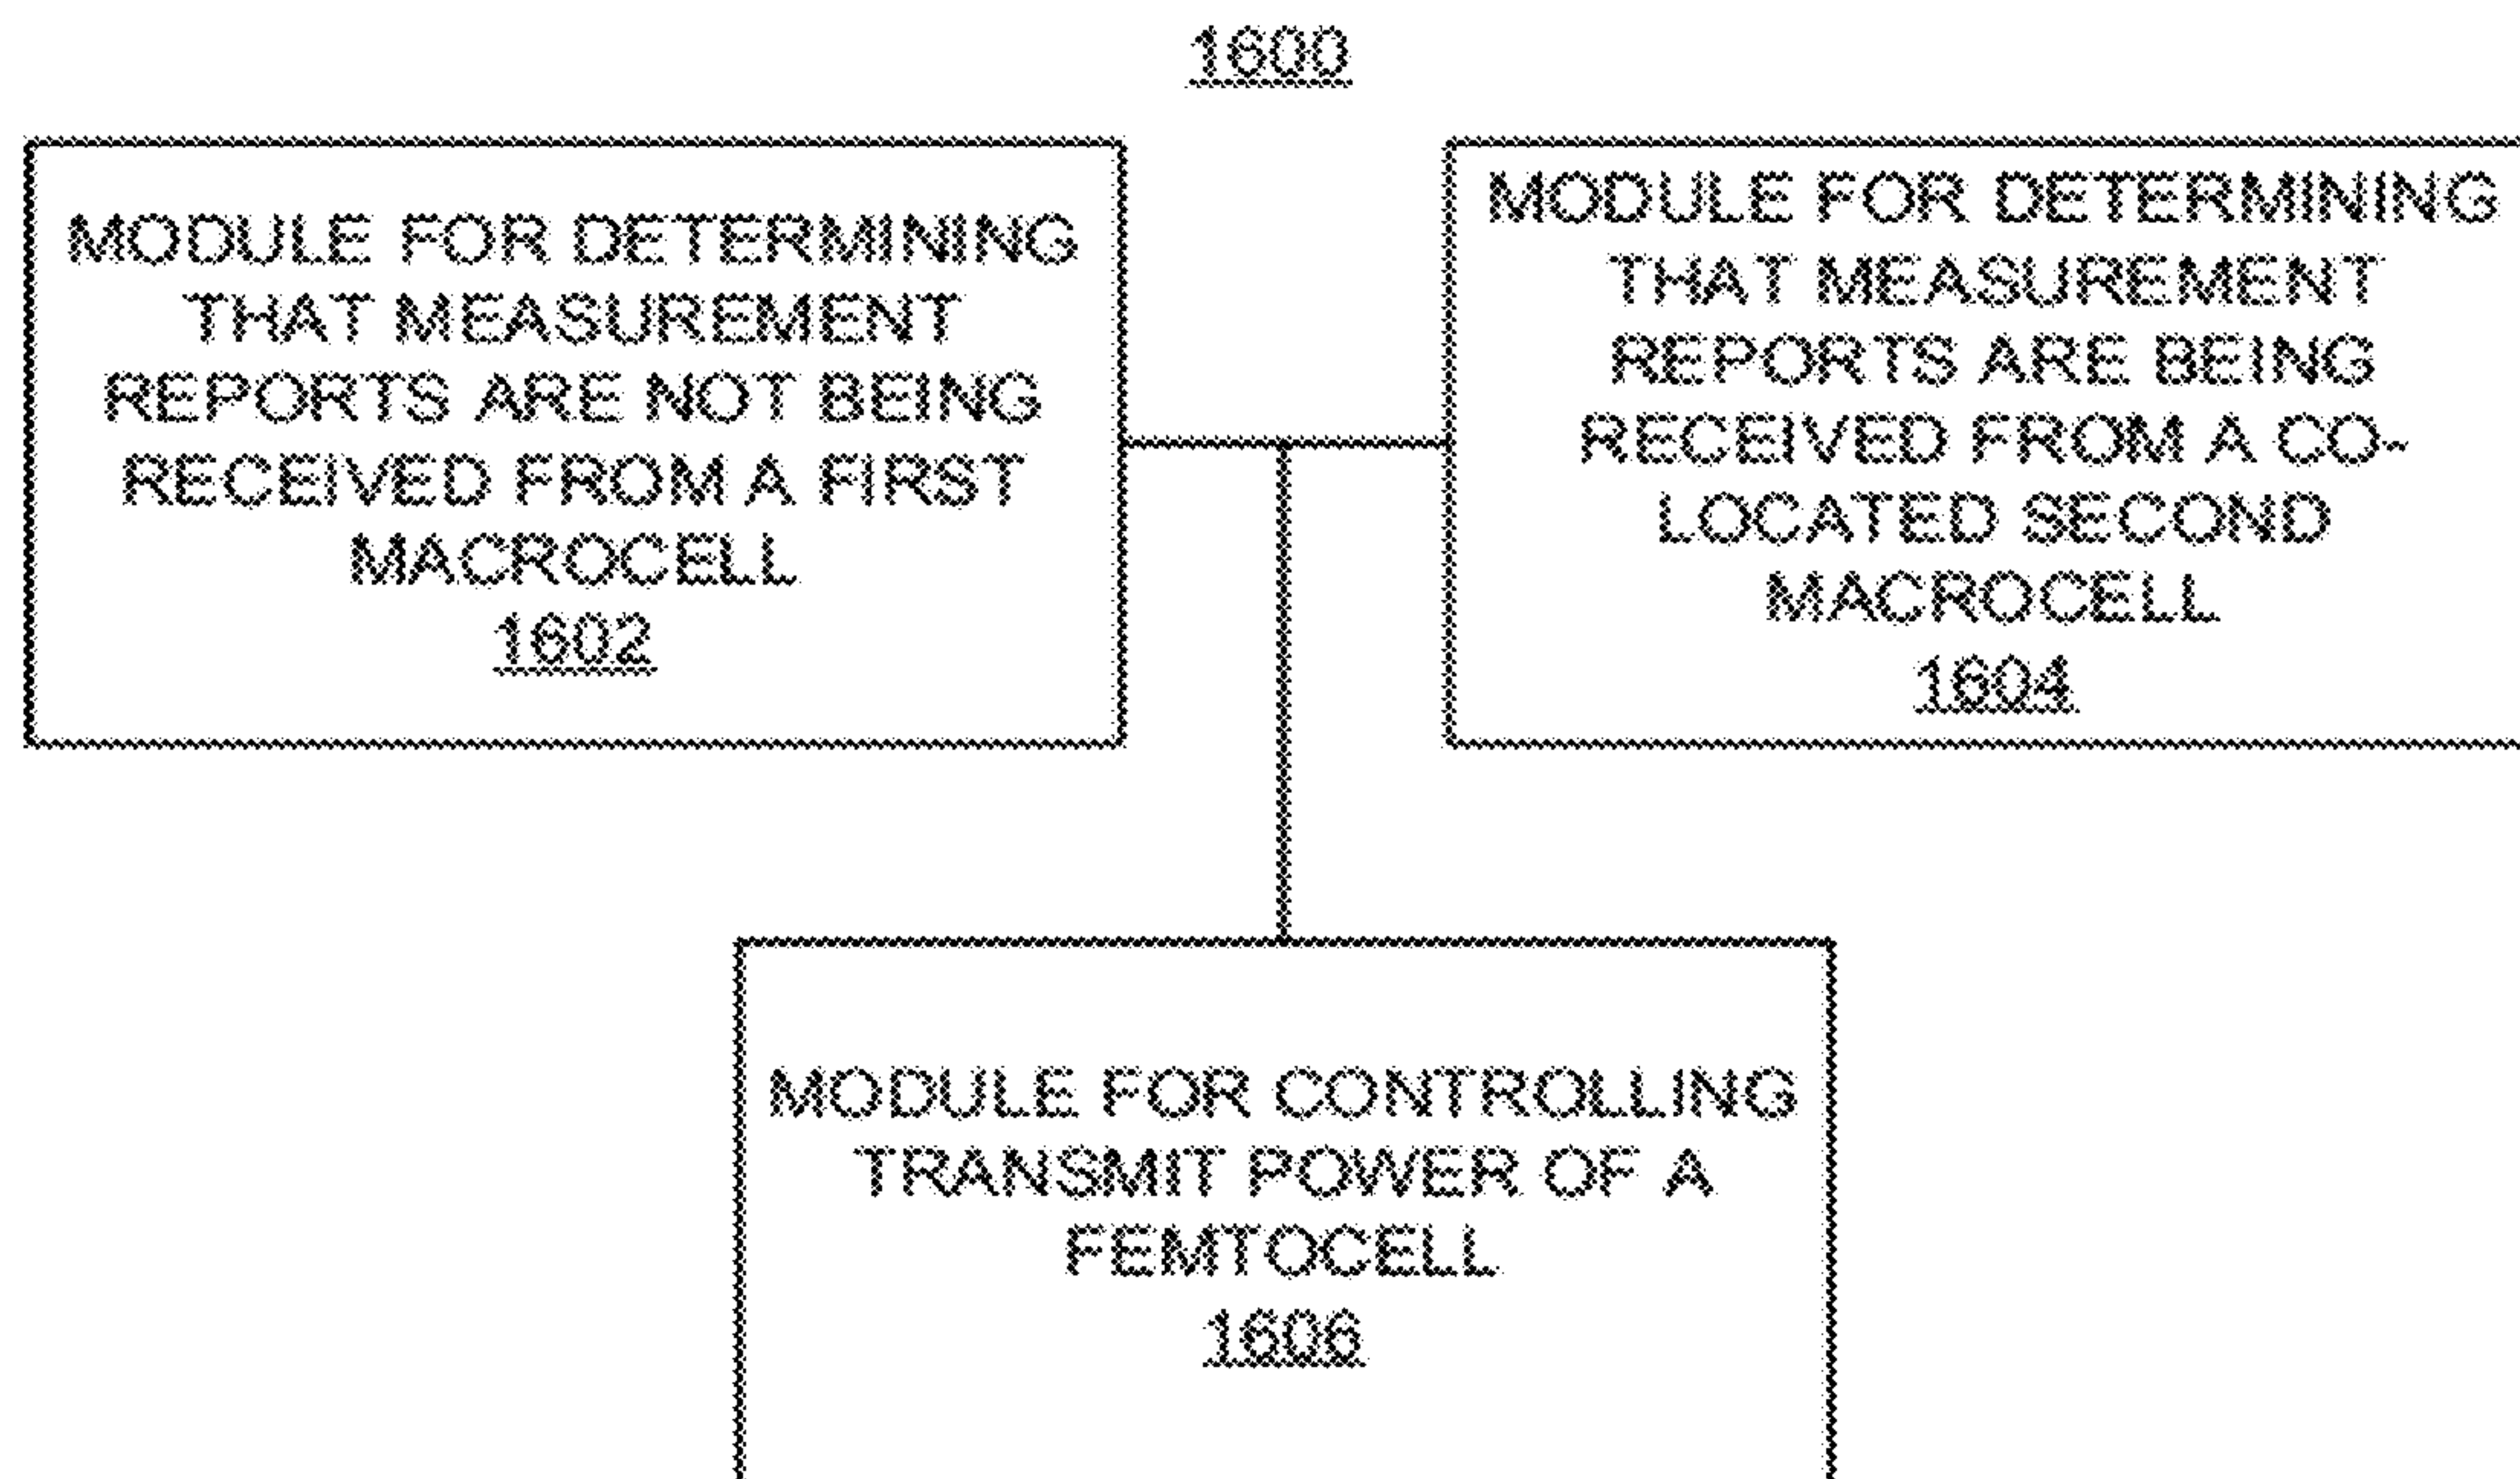 1600
MODULE FOR DETERMINING
THAT MEASUREMENT
REPORTS ARE NOT BEING
RECEIVED FROM A FIRST
MACROCELL
1602
MODULE FOR DETERMINING
THAT MEASUREMENT
REPORTS ARE BEING
RECEIVED FROM A CO-
LOCATED SECOND
MACROCELL
1604
MODULE FOR CONTROLLING
TRANSMIT POWER OF A
FEMTOCELL
1606